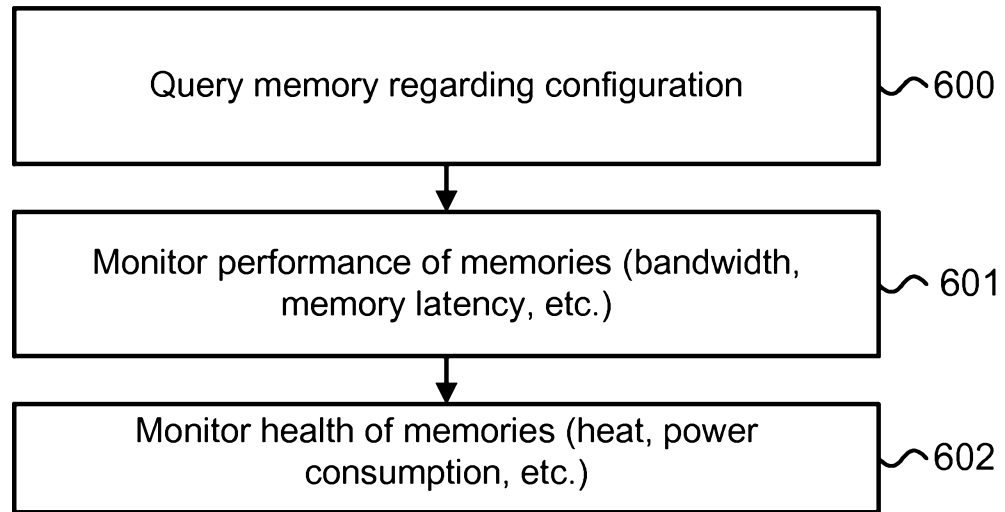 Query memory regarding configuration
600
Monitor performance of memories (bandwidth,
memory latency, etc.)
601
Monitor health of memories (heat, power
consumption, etc.)
602